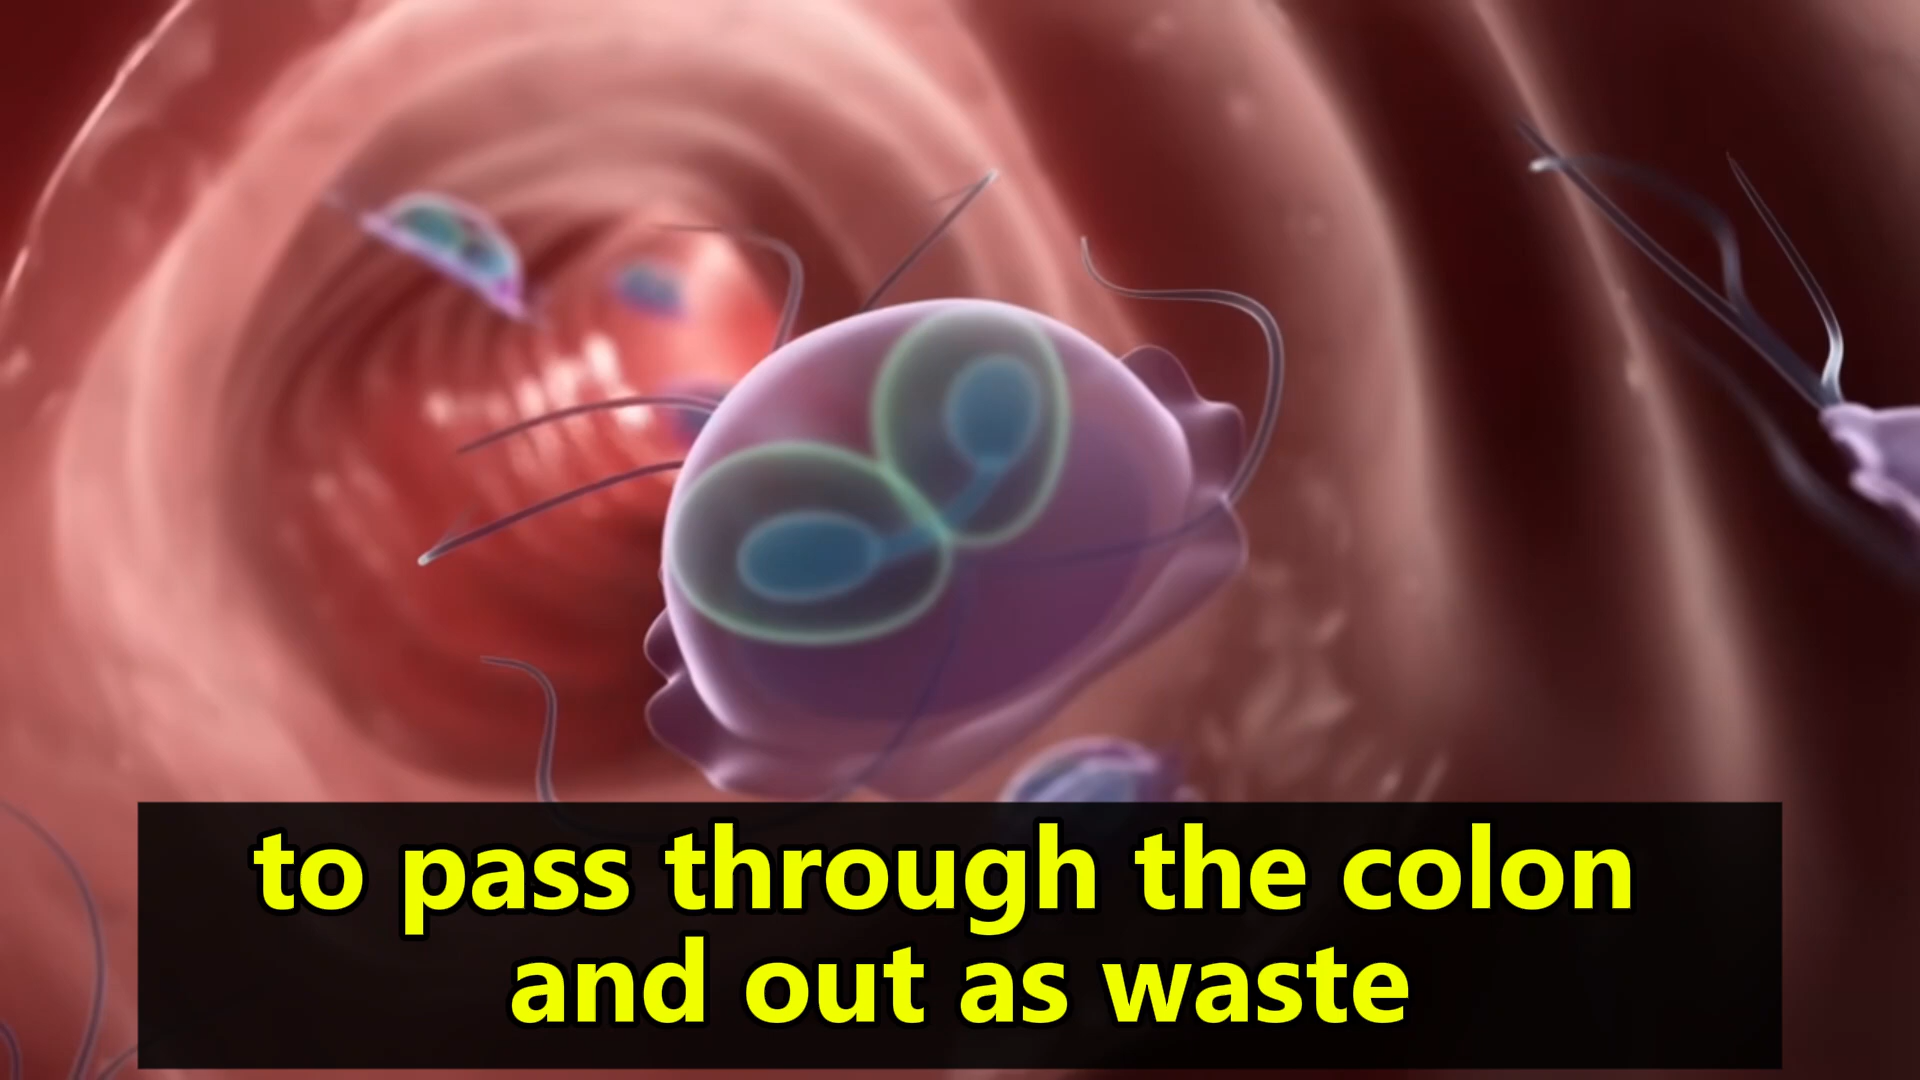 to pass through the colon
and out as waste